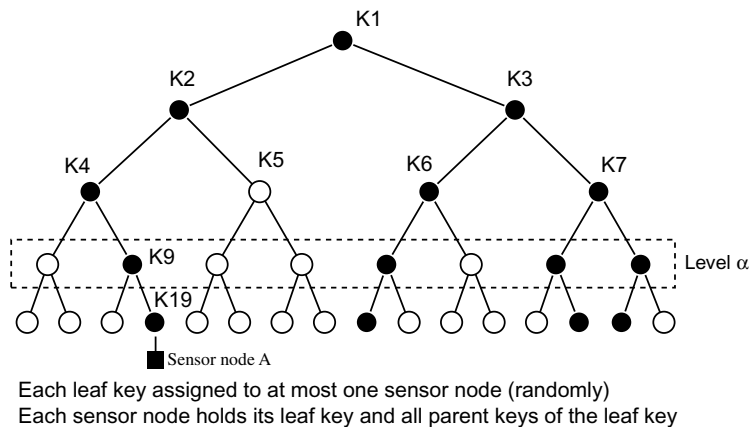 K1
K2
K3
K4
K5
K6
K7
K9
Level α
K19
Sensor node A
Each leaf key assigned to at most one sensor node (randomly)
Each sensor node holds its leaf key and all parent keys of the leaf key